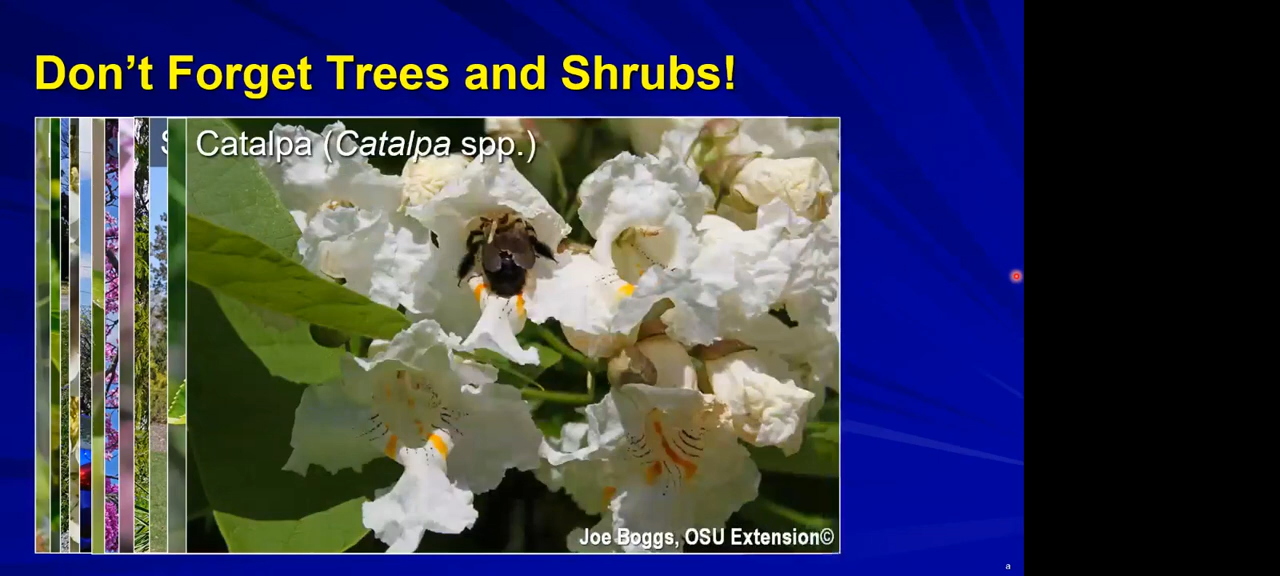 Don’t Forget Trees and Shrubs!
S
Catalpa (Catalpa spp.)
Joe Boggs, OSU Extension©
a